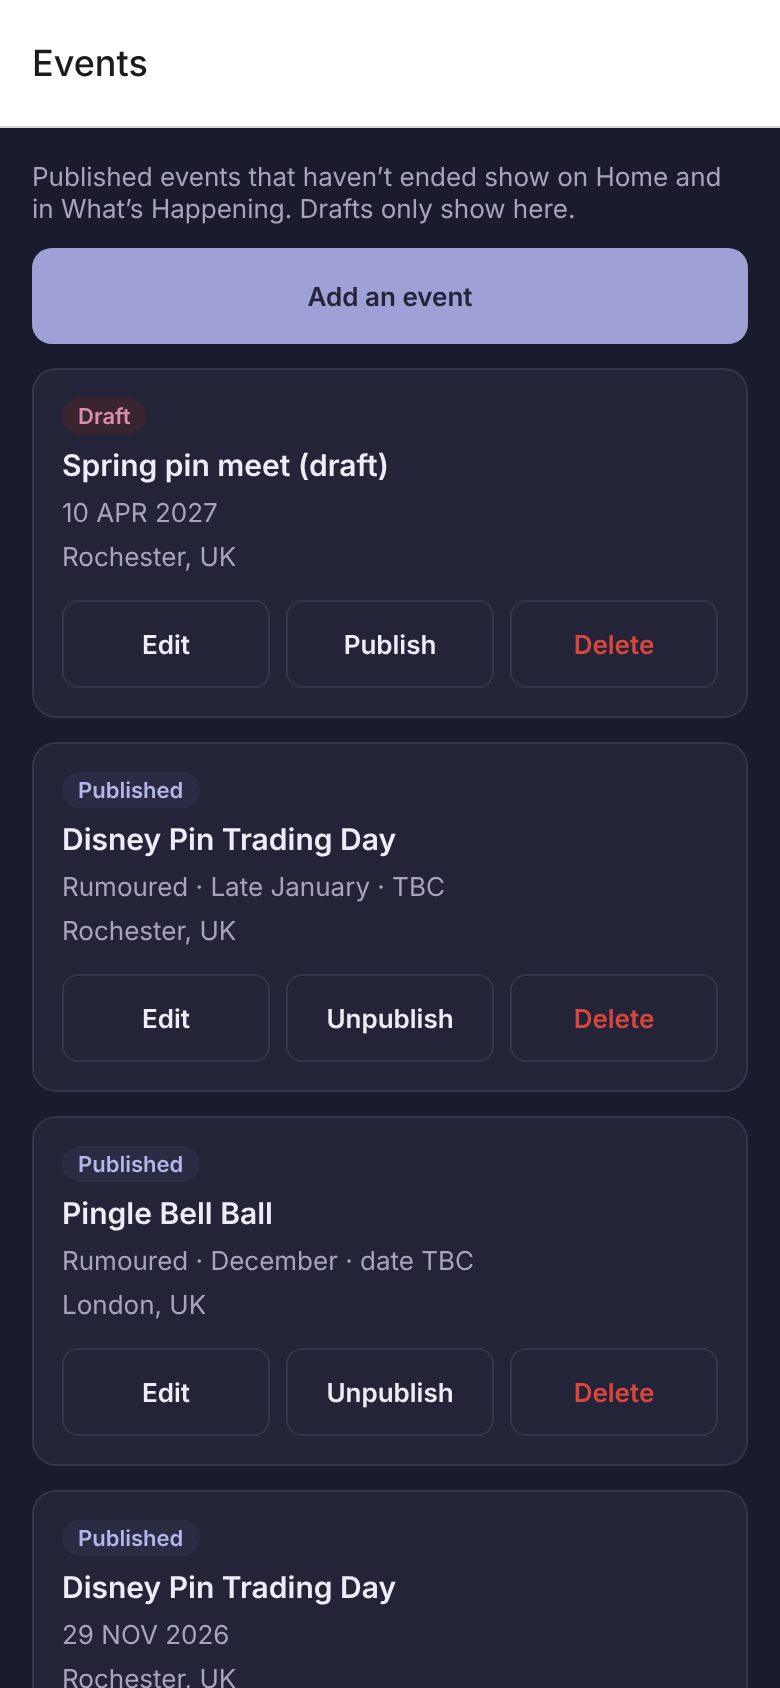 Events
Published events that haven’t ended show on Home and
in What’s Happening. Drafts only show here.
Add an event
Draft
Spring pin meet (draft)
10 APR 2027
Rochester, UK
Edit
Publish
Delete
Published
Disney Pin Trading Day
Rumoured · Late January · TBC
Rochester, UK
Edit
Unpublish
Delete
Published
Pingle Bell Ball
Rumoured · December · date TBC
London, UK
Edit
Unpublish
Delete
Published
Disney Pin Trading Day
29 NOV 2026
Rochester, UK